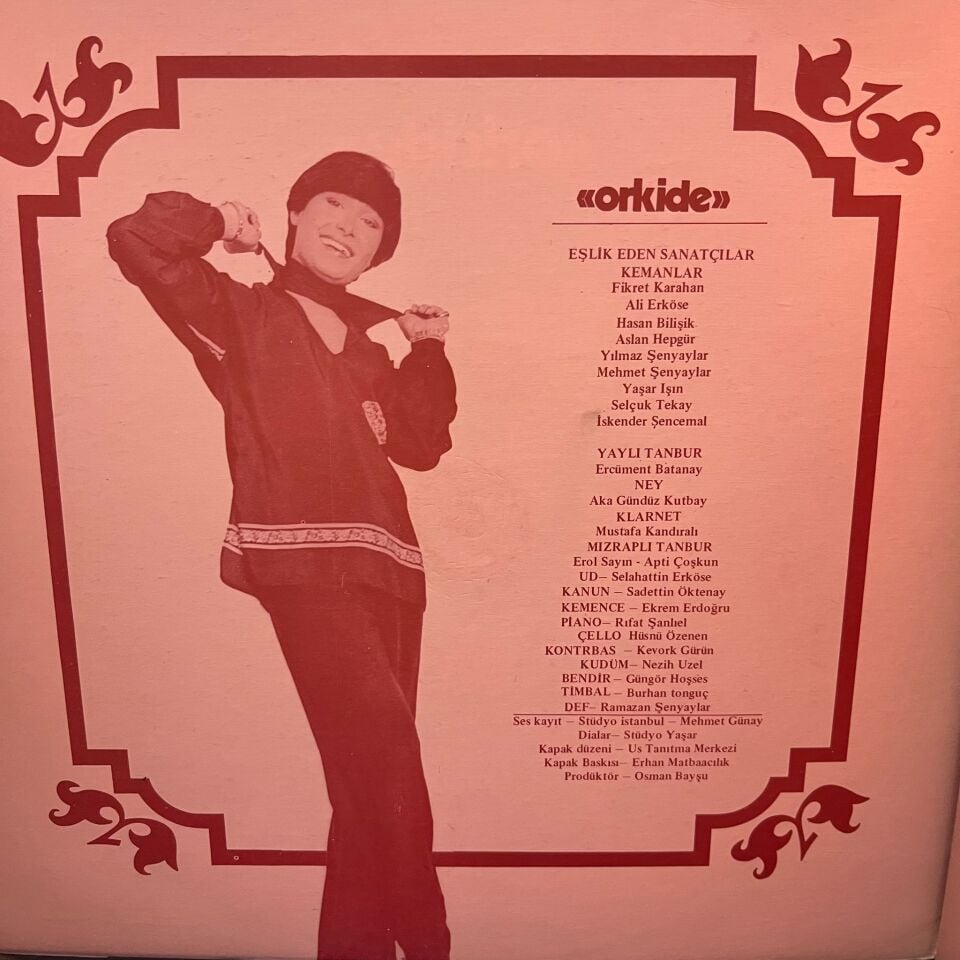 «orkide»
EŞLİK EDEN SANATÇILAR
KEMANLAR
Fikret Karahan
Ali Erköse
Hasan Bilişik
Aslan Hepgür
Yılmaz Şenyaylar
Mehmet Şenyaylar
Yaşar Işın
Selçuk Tekay
İskender Şencemal
YAYLI TANBUR
Ercüment Batanay
NEY
Aka Gündüz Kutbay
KLARNET
Mustafa Kandıralı
MIZRAPLI TANBUR
Erol Sayın - Apti Çoşkun
UD— Selahattin Erköse
KANUN — Sadettin Öktenay
KEMENCE — Ekrem Erdoğru
PİANO— Rıfat Şanlıel
ÇELLO Hüsnü Özenen
KONTRBAS — Kevork Gürün
KUDÜM— Nezih Uzel
BENDİR— Güngör Hoşses
TİMBAL — Burhan tonguç
DEF— Ramazan Şenyaylar
Ses kayıt — Stüdyo istanbul — Mehmet Günay
Dialar— Stüdyo Yaşar
Kapak düzeni — Us Tanıtma Merkezi
Kapak Baskısı— Erhan Matbaacılık
Prodüktör — Osman Bayşu